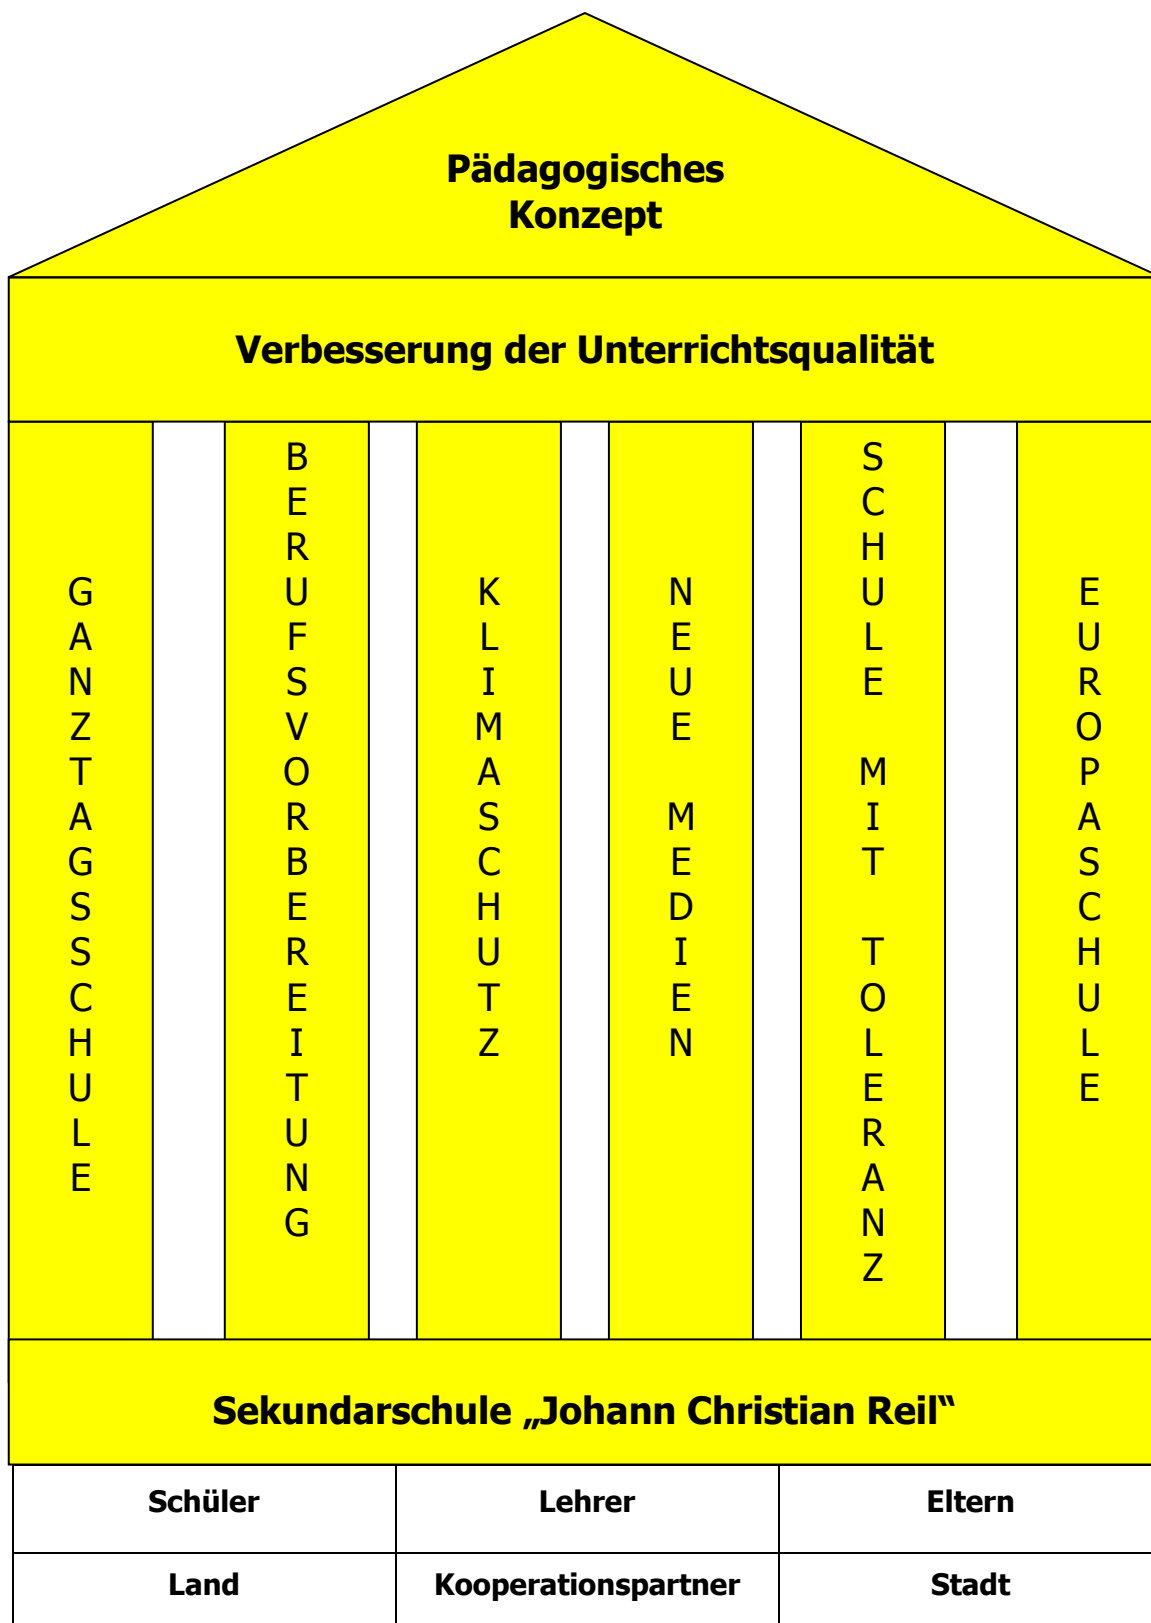 Pädagogisches
Konzept
Verbesserung der Unterrichtsqualität
GANZTAGSSCHULE
BERUFSVORBEREITUNG
KLIMASCHUTZ
NEUE MEDIEN
SCHULE MIT TOLERANZ
EUROPASCHULE
Sekundarschule „Johann Christian Reil“
Schüler
Lehrer
Eltern
Land
Kooperationspartner
Stadt